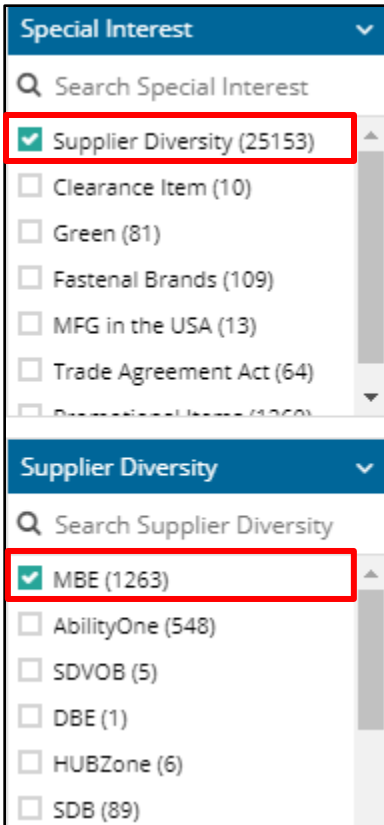 Special Interest
Search Special Interest
Supplier Diversity (25153)
Clearance Item (10)
Green (81)
Fastenal Brands (109)
MFG in the USA (13)
Trade Agreement Act (64)
Supplier Diversity
Search Supplier Diversity
MBE (1263)
AbilityOne (548)
SDVOB (5)
DBE (1)
HUBZone (6)
SDB (89)